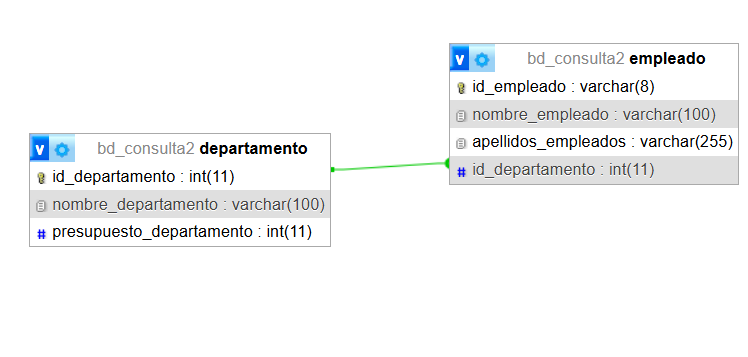 bd_consulta2 departamento
id_departamento : int(11)
nombre_departamento : varchar(100)
presupuesto_departamento : int(11)
bd_consulta2 empleado
id_empleado : varchar(8)
nombre_empleado : varchar(100)
apellidos_empleados : varchar(255)
id_departamento : int(11)